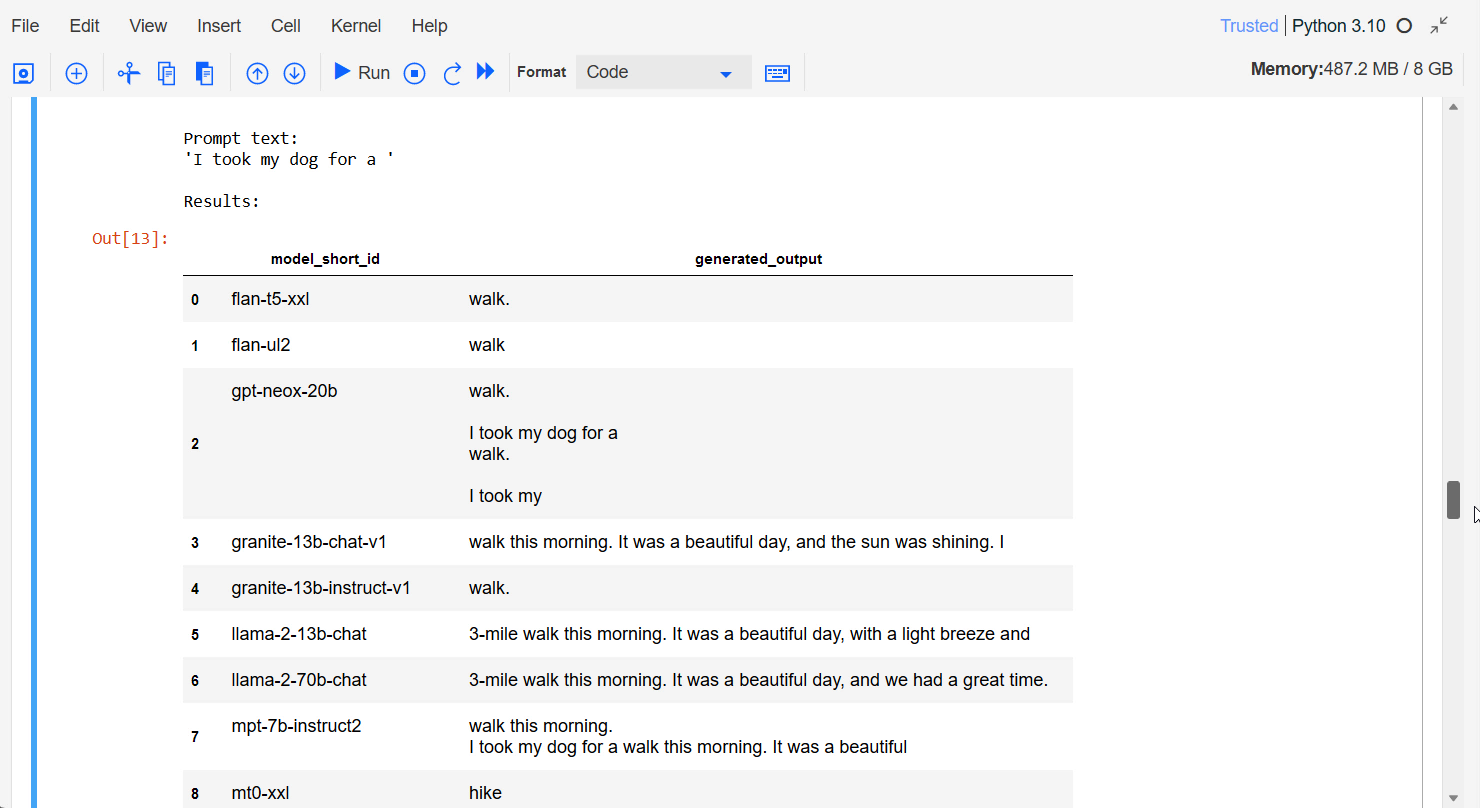 File Edit View Insert Cell Kernel Help Trusted Python 3.10
Run Format Code Memory:487.2 MB / 8 GB
Prompt text:
'I took my dog for a '
Results:
Out[13]:
model_short_id generated_output
0 flan-t5-xxl walk.
1 flan-ul2 walk
gpt-neox-20b walk.
I took my dog for a
2
walk.
I took my
3 granite-13b-chat-v1 walk this morning. It was a beautiful day, and the sun was shining. I
4 granite-13b-instruct-v1 walk.
5 llama-2-13b-chat 3-mile walk this morning. It was a beautiful day, with a light breeze and
6 llama-2-70b-chat 3-mile walk this morning. It was a beautiful day, and we had a great time.
7 mpt-7b-instruct2 walk this morning.
I took my dog for a walk this morning. It was a beautiful
8 mt0-xxl hike